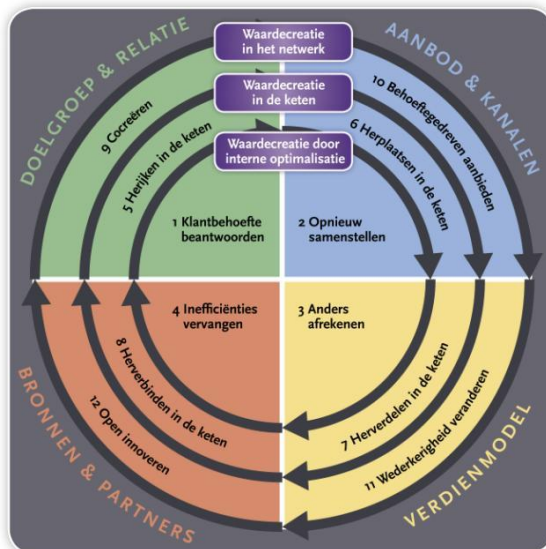 DOELGROEP & RELATIE
AANBOD & KANALEN
Waardecreatie
in het netwerk
Waardecreatie
in de keten
Waardecreatie door
interne optimalisatie
9 Cocreëren
10 Behoeftegedreven aanbieden
5 Herijken in de keten
6 Herplaatsen in de keten
1 Klantbehoefte
beantwoorden
2 Opnieuw
samenstellen
4 Inefficiënties
vervangen
3 Anders
afrekenen
8 Herverbinden in de keten
7 Herverdelen in de keten
12 Open innoveren
11 Wederkerigheid veranderen
BRONNEN & PARTNERS
VERDIENMODEL